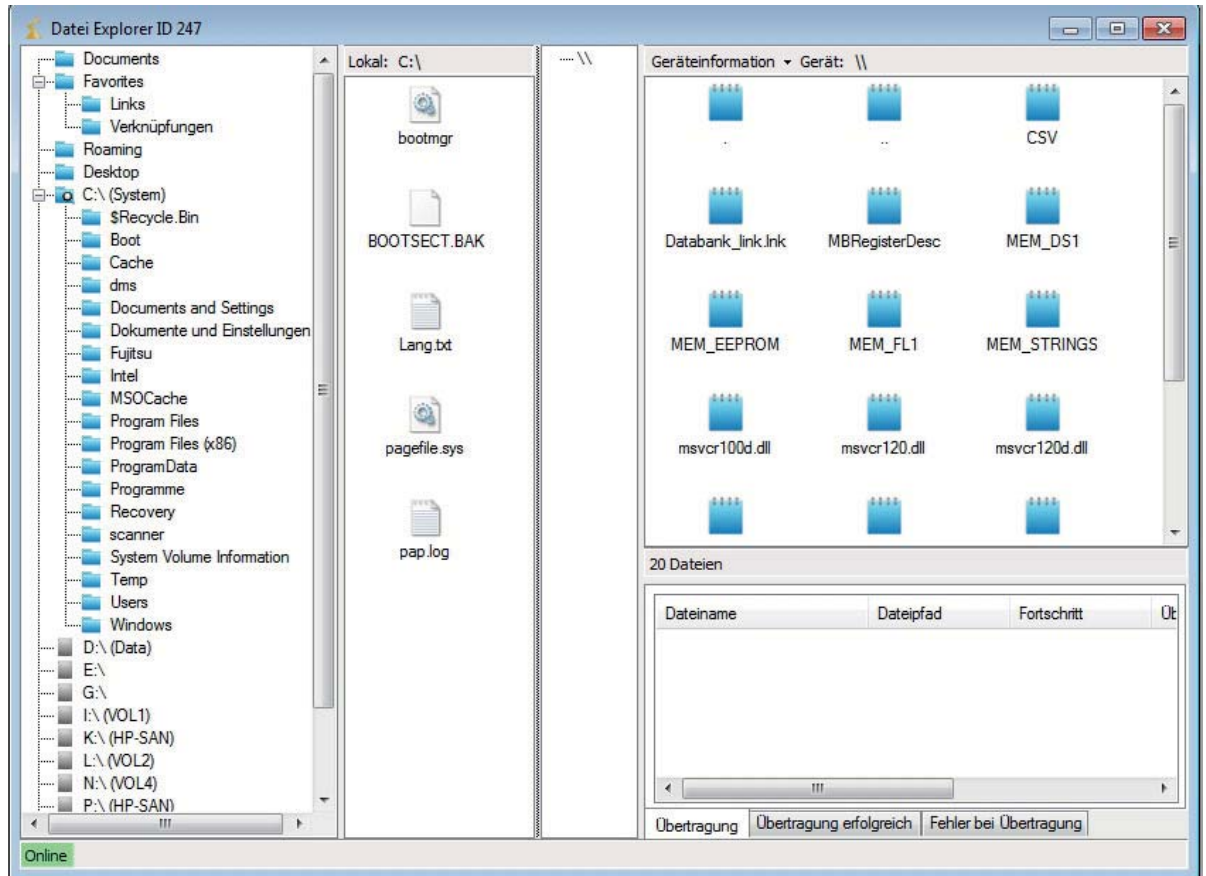 Datei Explorer ID 247
Documents
Favorites
Links
Verknüpfungen
Roaming
Desktop
C:\ (System)
$Recycle.Bin
Boot
Cache
dms
Documents and Settings
Dokumente und Einstellungen
Fujitsu
Intel
MSOCache
Program Files
Program Files (x86)
ProgramData
Programme
Recovery
scanner
System Volume Information
Temp
Users
Windows
D:\ (Data)
E:\
G:\
I:\ (VOL1)
K:\ (HP-SAN)
L:\ (VOL2)
N:\ (VOL4)
P:\ (HP-SAN)
Lokal: C:\
bootmgr
BOOTSECT.BAK
Lang.txt
pagefile.sys
pap.log
\\
Geräteinformation Gerät: \\
. .. CSV
Databank_link.lnk MBRegisterDesc MEM_DS1
MEM_EEPROM MEM_FL1 MEM_STRINGS
msvcr100d.dll msvcr120.dll msvcr120d.dll
20 Dateien
Dateiname Dateipfad Fortschritt Üt
Übertragung Übertragung erfolgreich Fehler bei Übertragung
Online